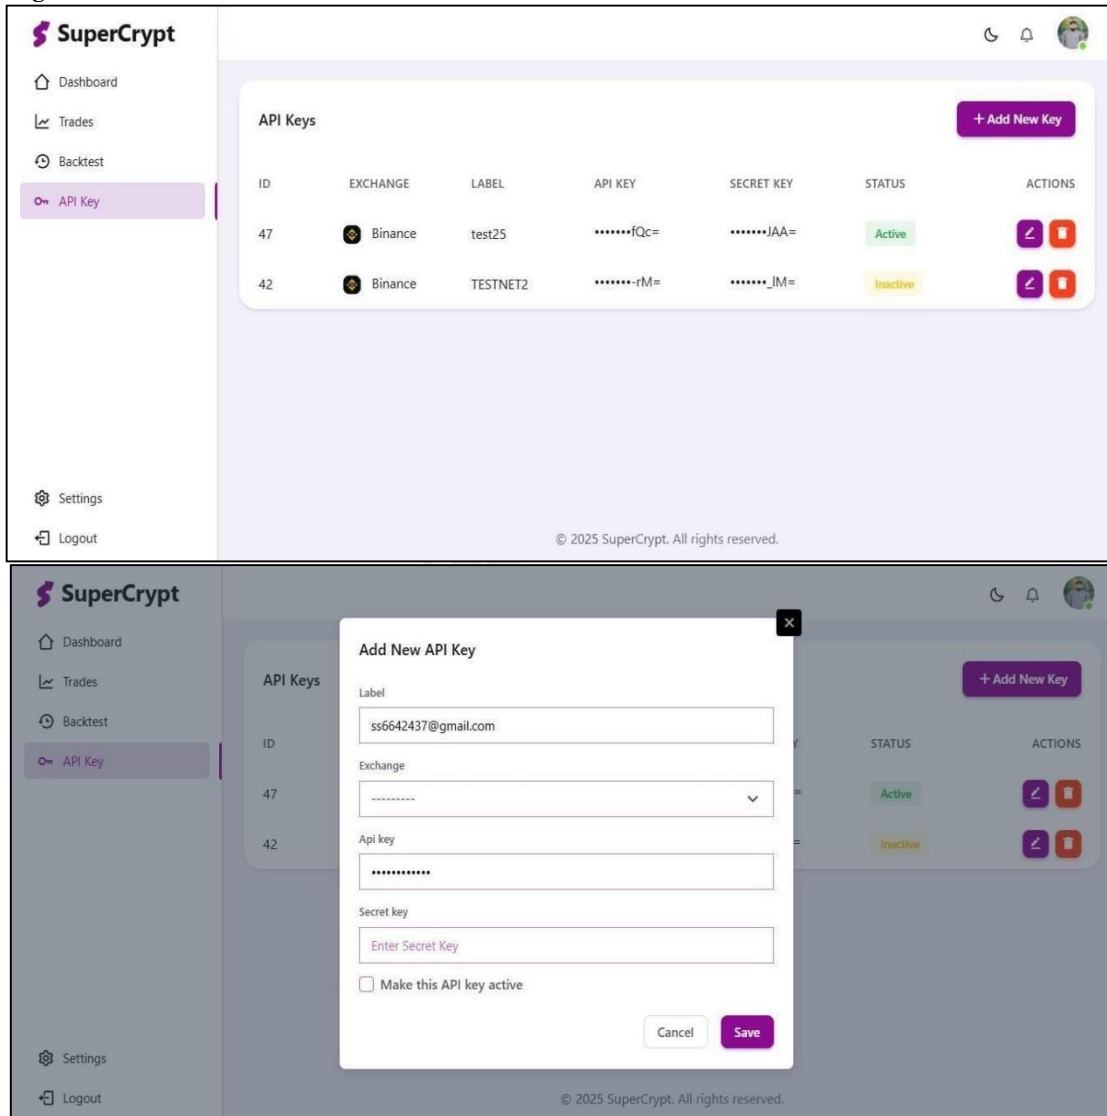 SuperCrypt
Dashboard
Trades
Backtest
API Key
API Keys
+ Add New Key
ID EXCHANGE LABEL API KEY SECRET KEY STATUS ACTIONS
47 Binance test25 •••••••fQc= •••••••JAA= Active
42 Binance TESTNET2 •••••••-rM= •••••••_lM= Inactive
Settings
Logout
© 2025 SuperCrypt. All rights reserved.
SuperCrypt
Dashboard
Trades
Backtest
API Key
API Keys
+ Add New Key
ID STATUS ACTIONS
47 = Active
42 = Inactive
Add New API Key
Label
ss6642437@gmail.com
Exchange
---------
Api key
••••••••••••
Secret key
Enter Secret Key
Make this API key active
Cancel Save
Settings
Logout
© 2025 SuperCrypt. All rights reserved.